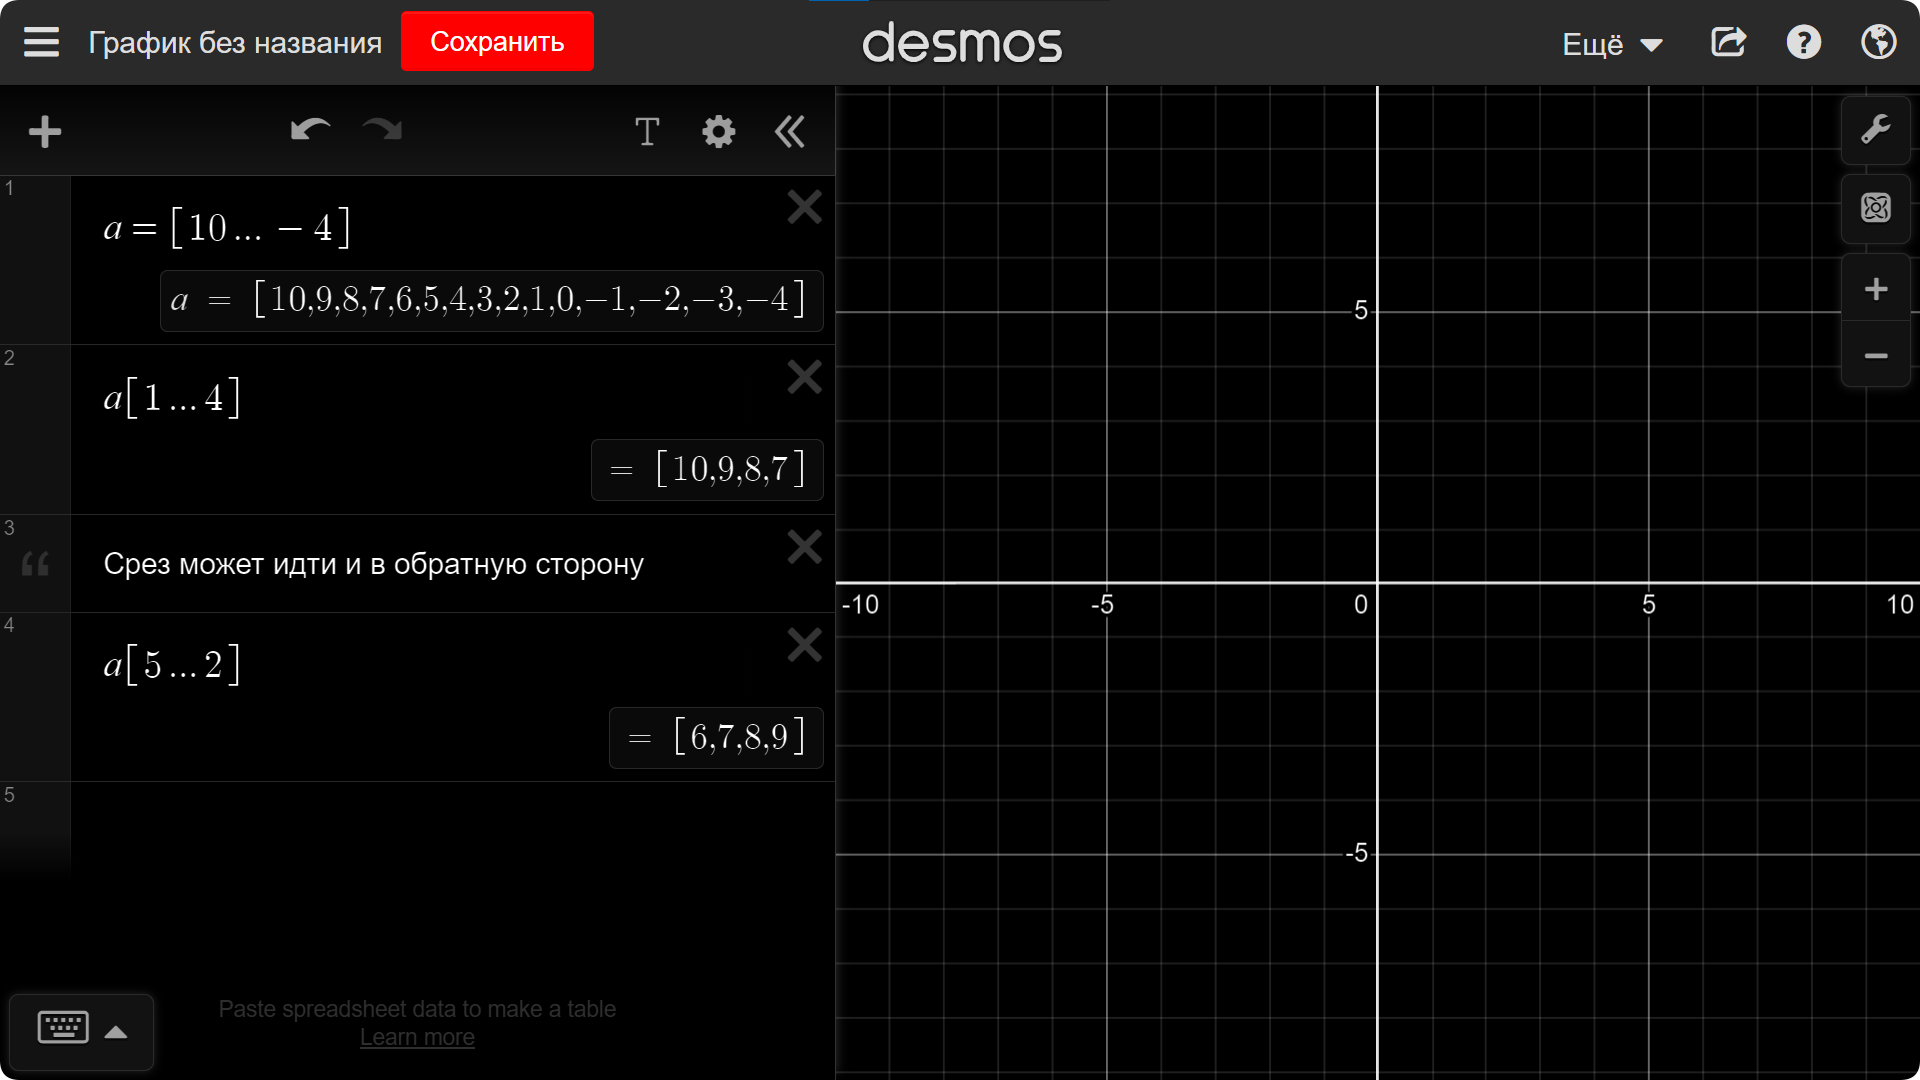 График без названия
Сохранить
desmos
Ещё
1
a = [10 ... − 4]
a = [10,9,8,7,6,5,4,3,2,1,0,−1,−2,−3,−4]
2
a[1 ... 4]
= [10,9,8,7]
3
Срез может идти и в обратную сторону
4
a[5 ... 2]
= [6,7,8,9]
5
Paste spreadsheet data to make a table
Learn more
5
-10
-5
0
5
10
-5